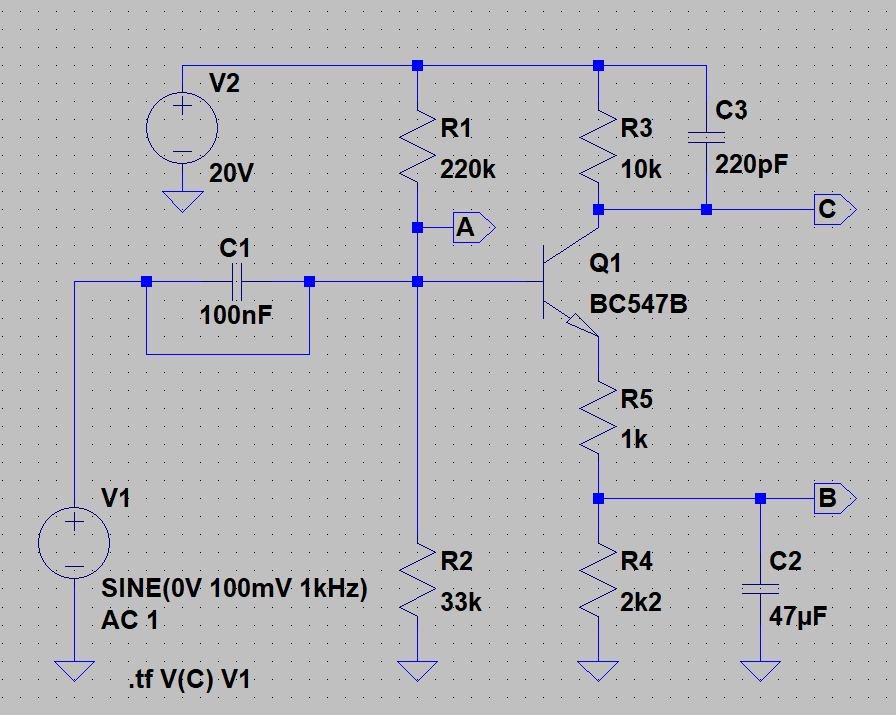 V2
20V
R1
220k
R3
10k
C3
220pF
A
C
C1
100nF
Q1
BC547B
R5
1k
V1
SINE(0V 100mV 1kHz)
AC 1
B
R2
33k
R4
2k2
C2
47µF
.tf V(C) V1